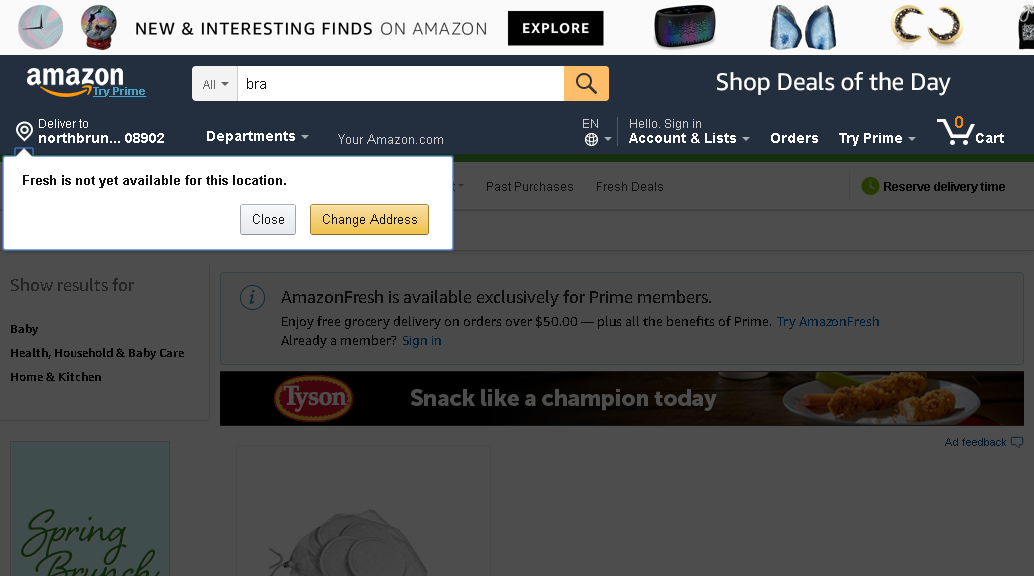 NEW & INTERESTING FINDS ON AMAZON
EXPLORE
amazon
Try Prime
All
bra
Shop Deals of the Day
Deliver to
northbrun... 08902
Departments
Your Amazon.com
EN
Hello. Sign in
Account & Lists
Orders
Try Prime
0
Cart
Fresh is not yet available for this location.
Close
Change Address
Past Purchases
Fresh Deals
Reserve delivery time
Show results for
Baby
Health, Household & Baby Care
Home & Kitchen
AmazonFresh is available exclusively for Prime members.
Enjoy free grocery delivery on orders over $50.00 — plus all the benefits of Prime. Try AmazonFresh
Already a member? Sign in
Tyson
Snack like a champion today
Ad feedback
Spring
Brunch